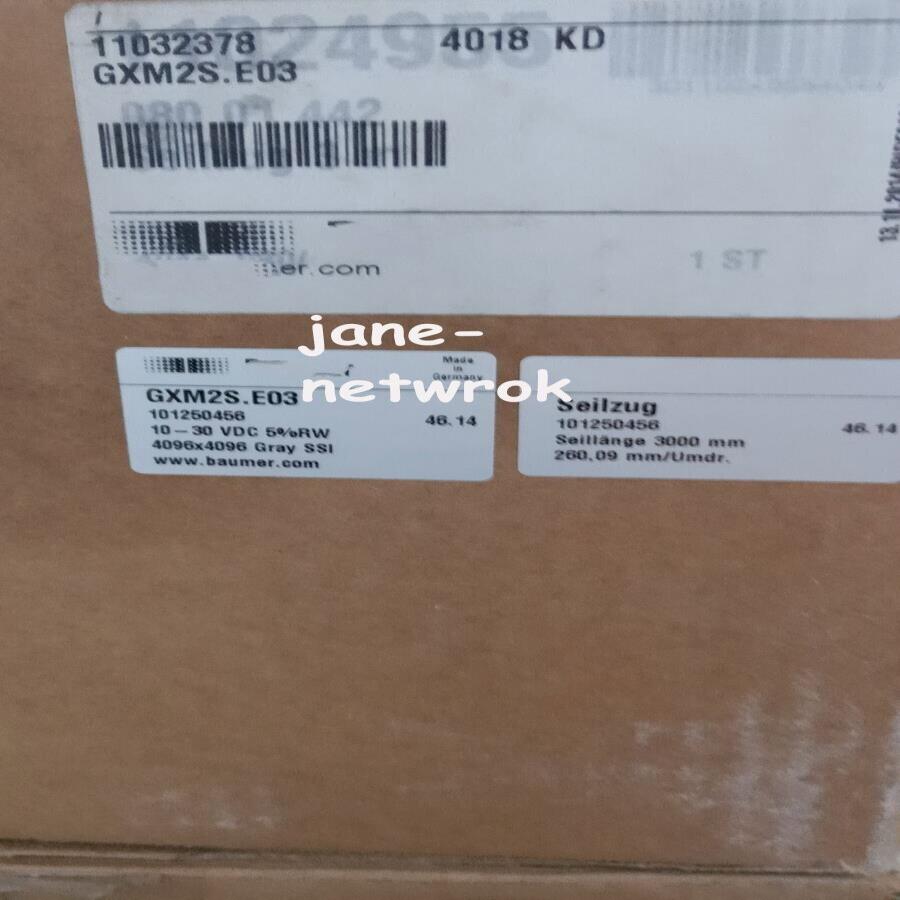 11032378 4018 KD
GXM2S.E03
1 ST
jane-
netwrok
Made
in
Germany
GXM2S.E03
101250456 46.14
10-30 VDC 5%RW
4096x4096 Gray SSI
www.baumer.com
Seilzug
101250456 46.14
Seillänge 3000 mm
260,09 mm/Umdr.